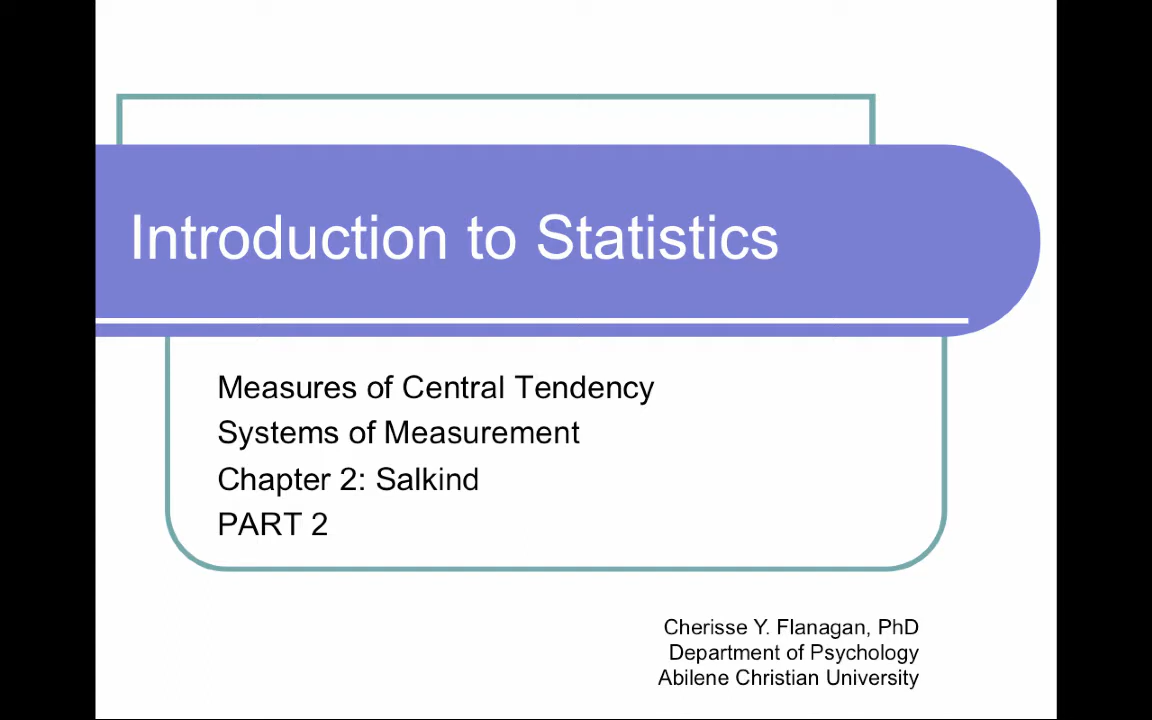 Introduction to Statistics
Measures of Central Tendency
Systems of Measurement
Chapter 2: Salkind
PART 2
Cherisse Y. Flanagan, PhD
Department of Psychology
Abilene Christian University